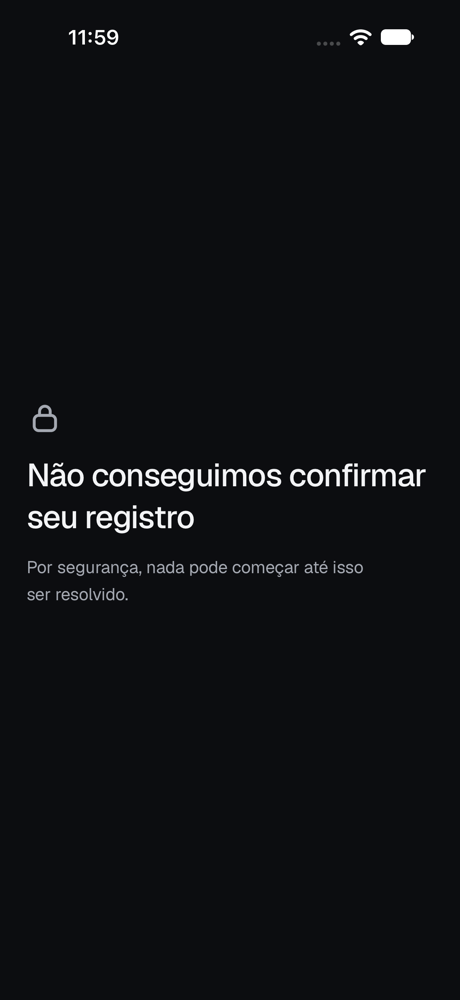 11:59
Não conseguimos confirmar
seu registro
Por segurança, nada pode começar até isso
ser resolvido.